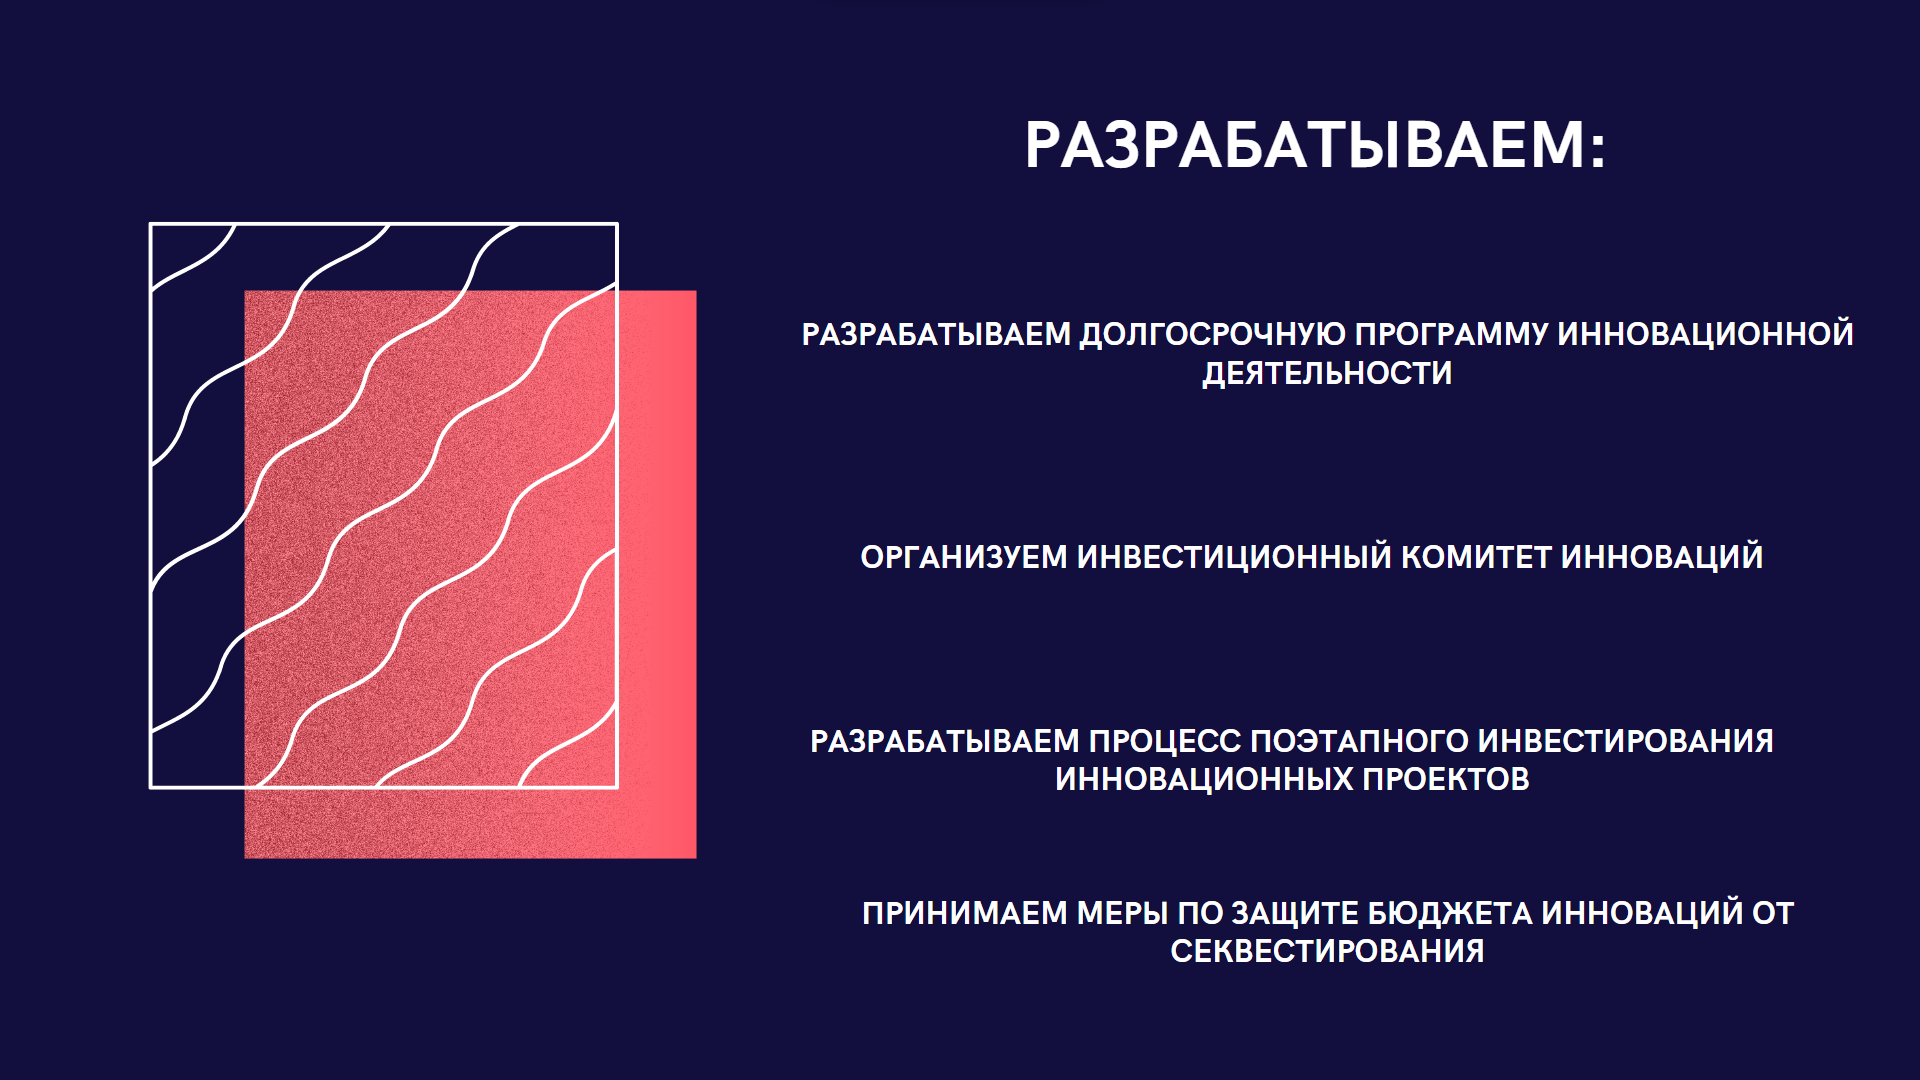 РАЗРАБАТЫВАЕМ:
РАЗРАБАТЫВАЕМ ДОЛГОСРОЧНУЮ ПРОГРАММУ ИННОВАЦИОННОЙ
ДЕЯТЕЛЬНОСТИ
ОРГАНИЗУЕМ ИНВЕСТИЦИОННЫЙ КОМИТЕТ ИННОВАЦИЙ
РАЗРАБАТЫВАЕМ ПРОЦЕСС ПОЭТАПНОГО ИНВЕСТИРОВАНИЯ
ИННОВАЦИОННЫХ ПРОЕКТОВ
ПРИНИМАЕМ МЕРЫ ПО ЗАЩИТЕ БЮДЖЕТА ИННОВАЦИЙ ОТ
СЕКВЕСТИРОВАНИЯ